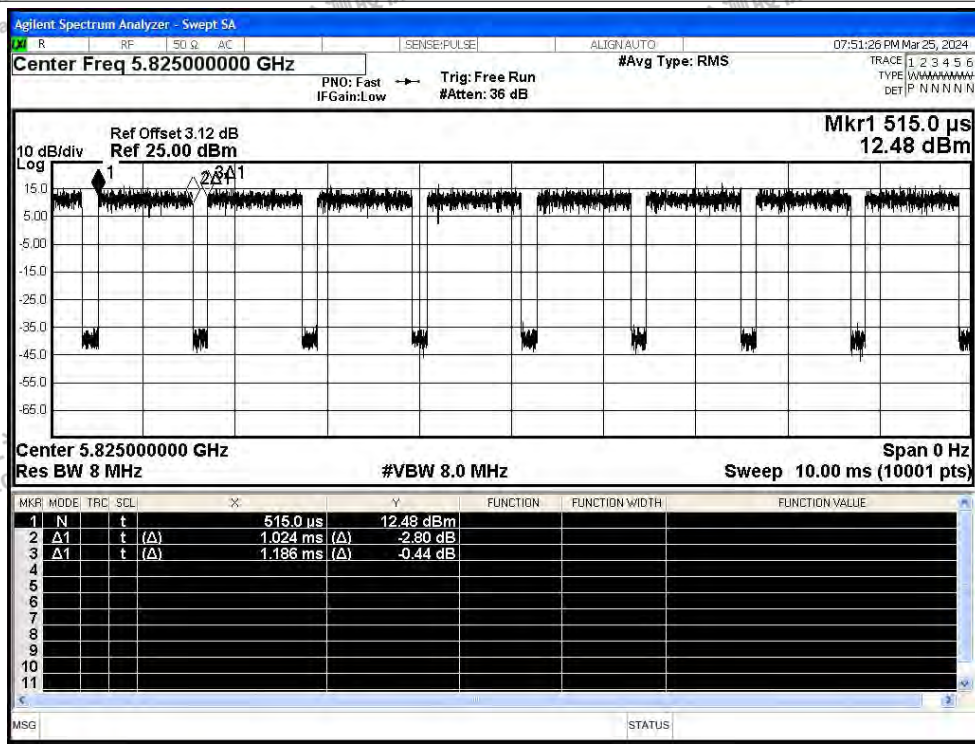 Agilent Spectrum Analyzer - Swept SA
R RF 50 Ω AC SENSE:PULSE ALIGN AUTO 07:51:26 PM Mar 25, 2024
Center Freq 5.825000000 GHz
PNO: Fast
IFGain:Low
Trig: Free Run
#Atten: 36 dB
#Avg Type: RMS
TRACE 1 2 3 4 5 6
TYPE
DET P N N N N N
Mkr1 515.0 µs
12.48 dBm
Ref Offset 3.12 dB
10 dB/div Ref 25.00 dBm
Log
1 2Δ1 3Δ1
15.0
5.00
-5.00
-15.0
-25.0
-35.0
-45.0
-55.0
-65.0
Center 5.825000000 GHz Span 0 Hz
Res BW 8 MHz #VBW 8.0 MHz Sweep 10.00 ms (10001 pts)
MKR MODE TRC SCL X Y FUNCTION FUNCTION WIDTH FUNCTION VALUE
1 N t 515.0 µs 12.48 dBm
2 Δ1 t (Δ) 1.024 ms (Δ) -2.80 dB
3 Δ1 t (Δ) 1.186 ms (Δ) -0.44 dB
4
5
6
7
8
9
10
11
MSG STATUS